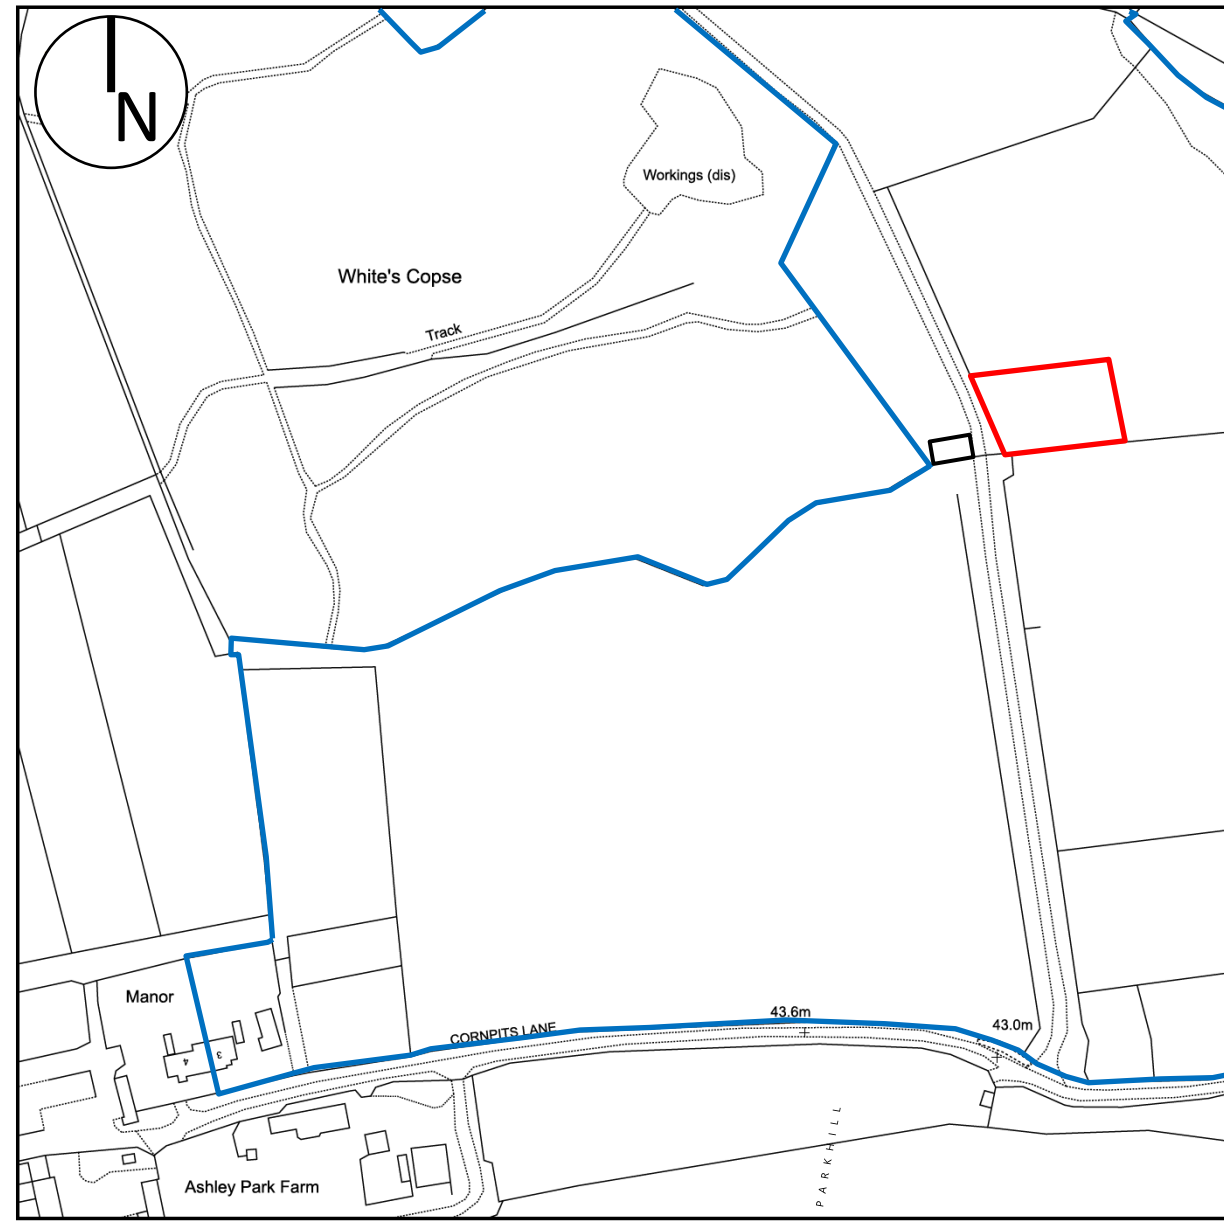 N
Workings (dis)
White's Copse
Track
Manor
43.6m
43.0m
CORNPITS LANE
3
4
PARKHILL
Ashley Park Farm